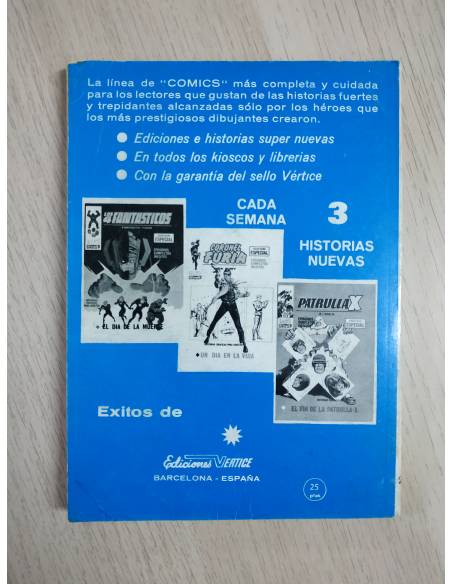 La línea de "COMICS" más completa y cuidada
para los lectores que gustan de las historias fuertes
y trepidantes alcanzadas sólo por los héroes que
los más prestigiosos dibujantes crearon.
Ediciones e historias super nuevas
En todos los kioscos y librerias
Con la garantía del sello Vértice
CADA
SEMANA
3
HISTORIAS
NUEVAS
LOS 4 FANTASTICOS
ESPECIAL
EL DIA DE LA MUERTE
CORONEL
FURIA
ESPECIAL
UN DIA EN LA VIDA
PATRULLA X
ESPECIAL
EL FIN DE LA PATRULLA-X
Exitos de
Ediciones VERTICE
BARCELONA - ESPAÑA
25
ptas